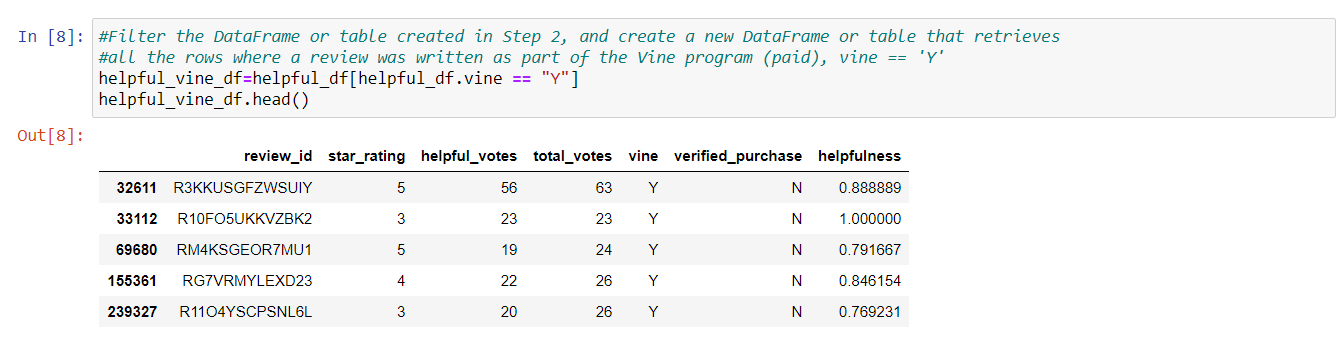 In [8]: #Filter the DataFrame or table created in Step 2, and create a new DataFrame or table that retrieves
#all the rows where a review was written as part of the Vine program (paid), vine == 'Y'
helpful_vine_df=helpful_df[helpful_df.vine == "Y"]
helpful_vine_df.head()
Out[8]:
review_id star_rating helpful_votes total_votes vine verified_purchase helpfulness
32611 R3KKUSGFZWSUIY 5 56 63 Y N 0.888889
33112 R10FO5UKKVZBK2 3 23 23 Y N 1.000000
69680 RM4KSGEOR7MU1 5 19 24 Y N 0.791667
155361 RG7VRMYLEXD23 4 22 26 Y N 0.846154
239327 R11O4YSCPSNL6L 3 20 26 Y N 0.769231